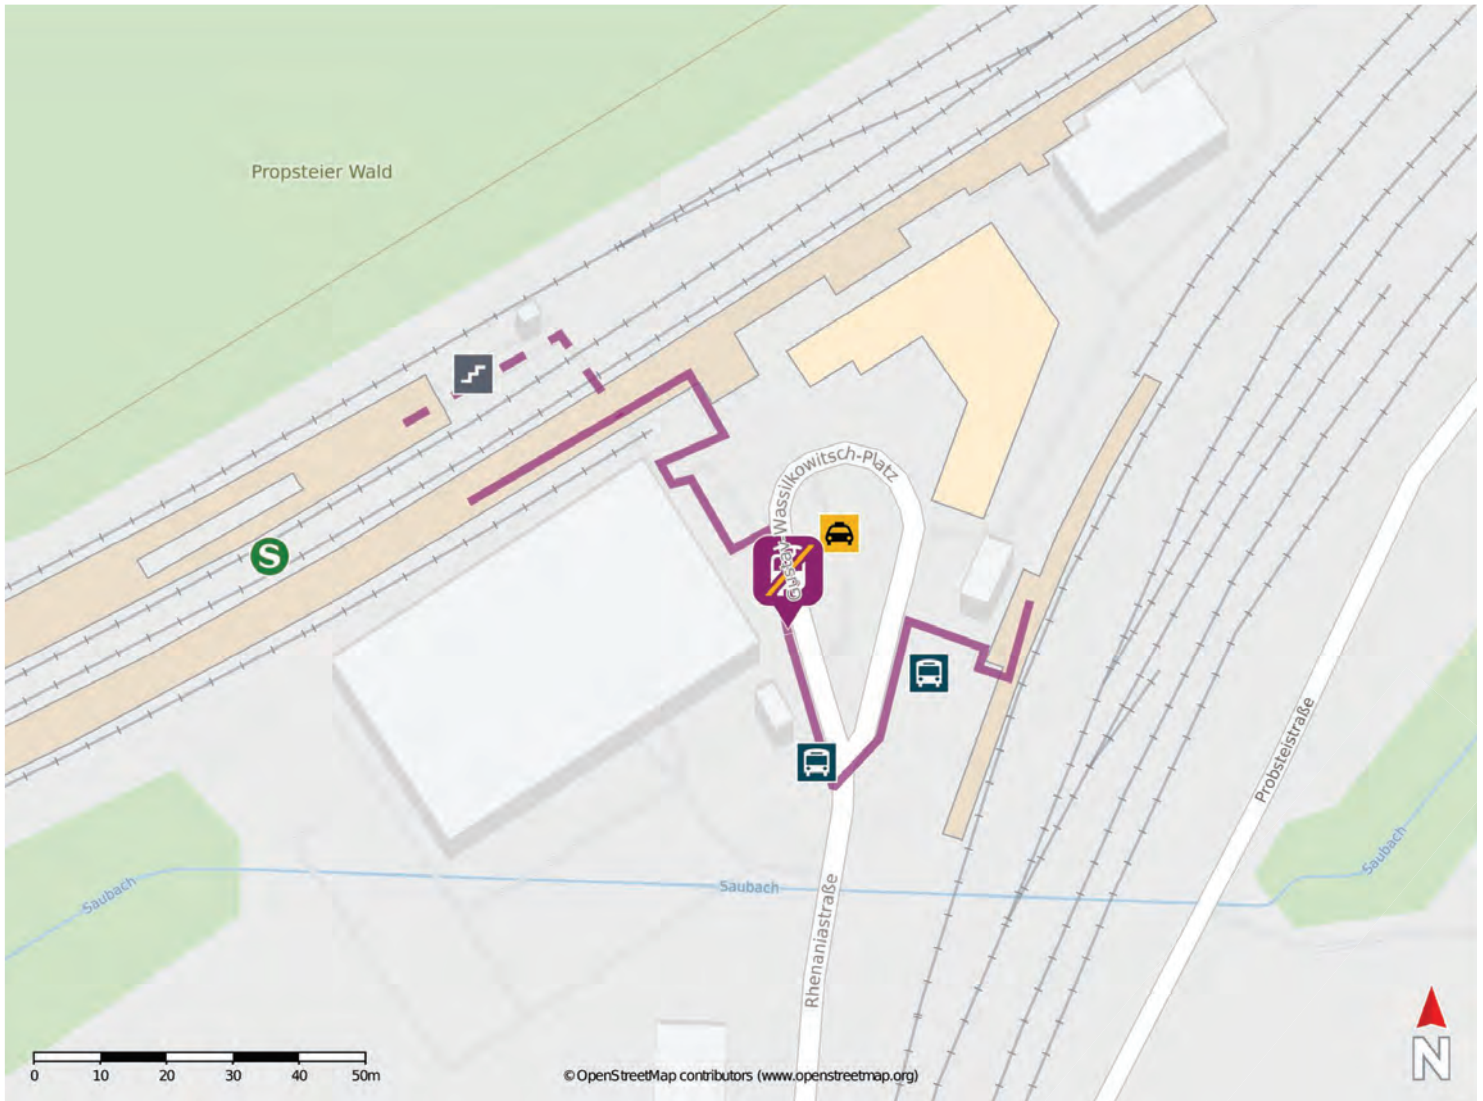 Propsteier Wald
Gustav-Wassilkowitsch-Platz
S
Probsteistraße
Saubach
Saubach
Saubach
Rhenaniastraße
0 10 20 30 40 50m
© OpenStreetMap contributors (www.openstreetmap.org)
N